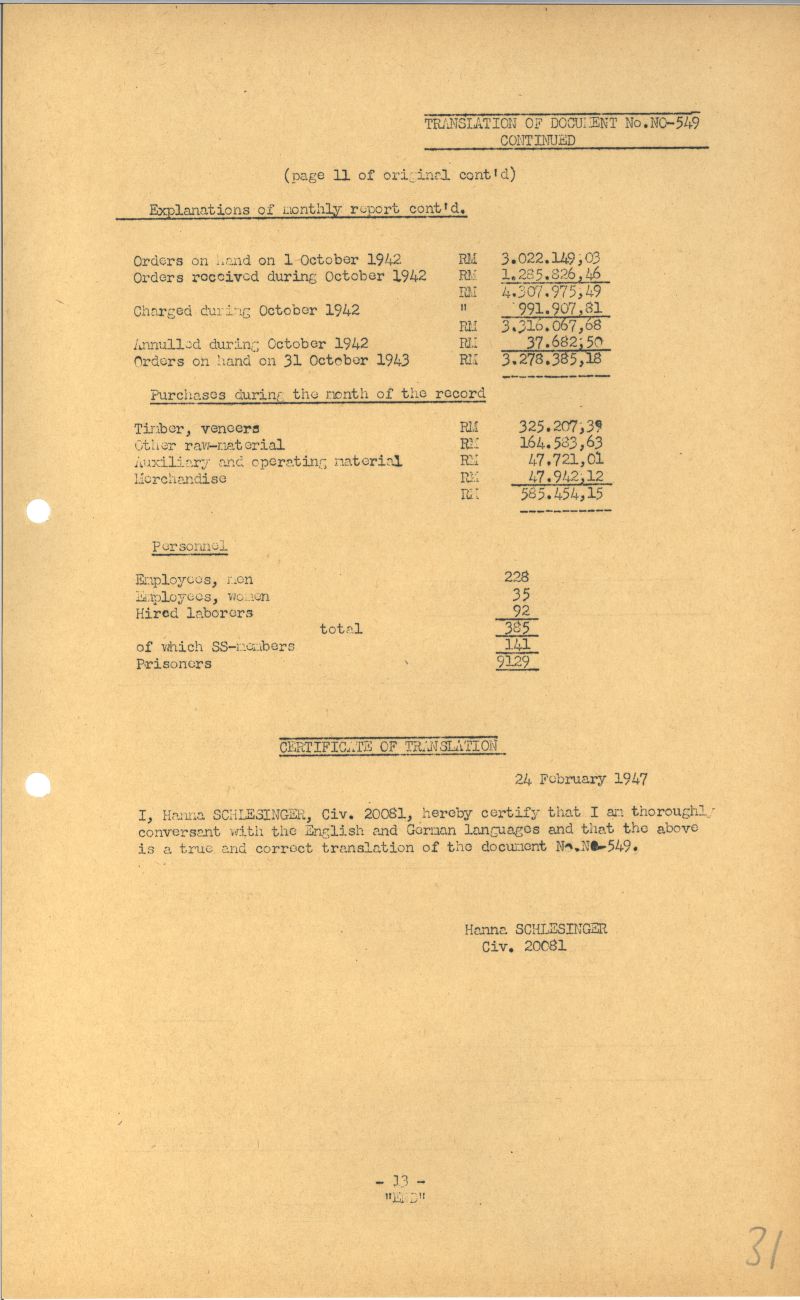 TRANSLATION OF DOCUMENT No.NO-549
CONTINUED
(page 11 of original cont'd)
Explanations of monthly report cont'd.
Orders on hand on 1 October 1942 RM 3.022.149,03
Orders received during October 1942 RM 1.285.826,46
RM 4.307.975,49
Charged during October 1942 " 991.907,81
RM 3.316.067,68
Annulled during October 1942 RM 37.682,50
Orders on hand on 31 October 1943 RM 3.278.385,18
Purchases during the month of the record
Timber, veneers RM 325.207,39
Other raw-material RM 164.583,63
Auxiliary and operating material RM 47.721,01
Merchandise RM 47.942,12
RM 585.454,15
Personnel
Employees, men 228
Employees, women 35
Hired laborers 92
total 385
of which SS-members 141
Prisoners 9129
CERTIFICATE OF TRANSLATION
24 February 1947
I, Hanna SCHLESINGER, Civ. 20081, hereby certify that I am thoroughly
conversant with the English and German languages and that the above
is a true and correct translation of the document No.NO-549.
Hanna SCHLESINGER
Civ. 20081
- 13 -
"END"
31